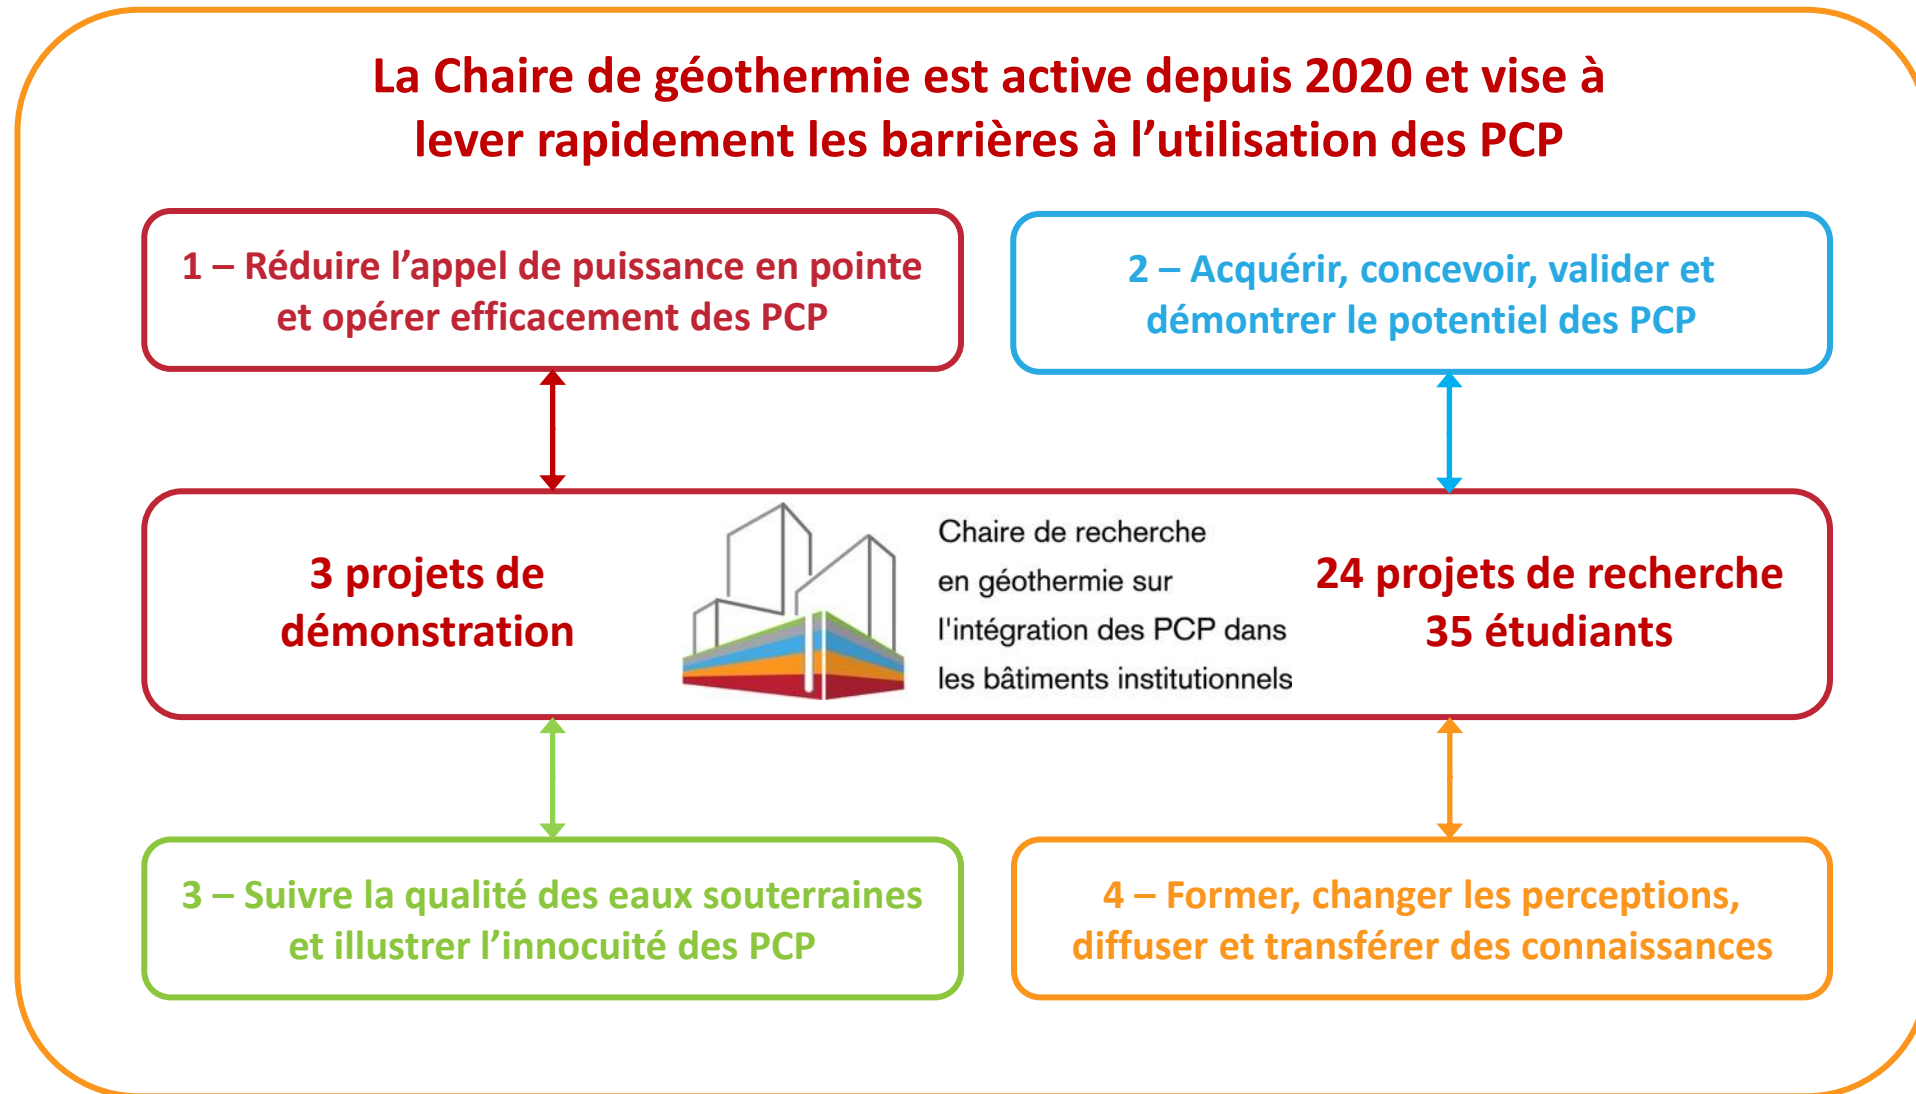 La Chaire de géothermie est active depuis 2020 et vise à
lever rapidement les barrières à l’utilisation des PCP
1 – Réduire l’appel de puissance en pointe
et opérer efficacement des PCP
2 – Acquérir, concevoir, valider et
démontrer le potentiel des PCP
3 projets de
démonstration
Chaire de recherche
en géothermie sur
l'intégration des PCP dans
les bâtiments institutionnels
24 projets de recherche
35 étudiants
3 – Suivre la qualité des eaux souterraines
et illustrer l’innocuité des PCP
4 – Former, changer les perceptions,
diffuser et transférer des connaissances